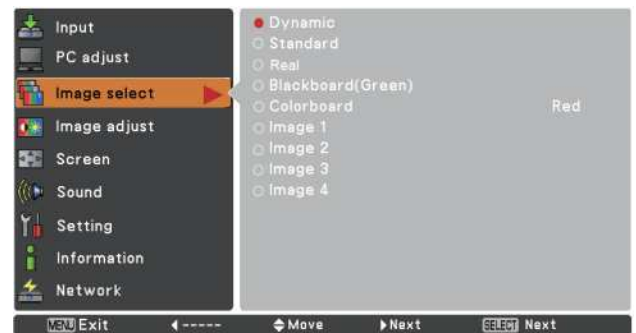 Input
PC adjust
Image select
Image adjust
Screen
Sound
Setting
Information
Network
Dynamic
Standard
Real
Blackboard(Green)
Colorboard Red
Image 1
Image 2
Image 3
Image 4
MENU Exit ◀----- Move ▶Next SELECT Next